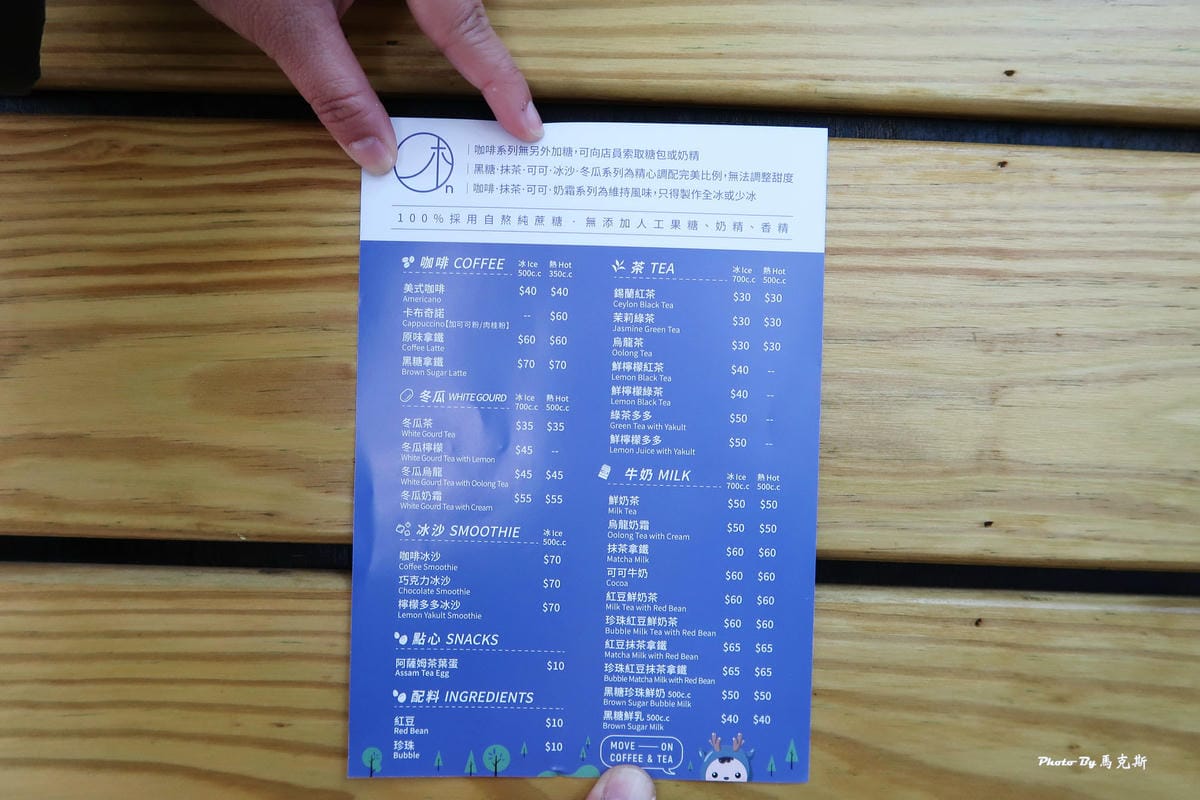 n
咖啡系列無另外加糖,可向店員索取糖包或奶精
黑糖·抹茶·可可·冰沙·冬瓜系列為精心調配完美比例,無法調整甜度
咖啡·抹茶·可可·奶霜系列為維持風味,只得製作全冰或少冰
100%採用自熬純蔗糖·無添加人工果糖、奶精、香精
咖啡 COFFEE 冰 Ice 500c.c 熱 Hot 350c.c
美式咖啡 $40 $40
Americano
卡布奇諾 -- $60
Cappuccino【加可可粉/肉桂粉】
原味拿鐵 $60 $60
Coffee Latte
黑糖拿鐵 $70 $70
Brown Sugar Latte
冬瓜 WHITE GOURD 冰 Ice 700c.c 熱 Hot 500c.c
冬瓜茶 $35 $35
White Gourd Tea
冬瓜檸檬 $45 --
White Gourd Tea with Lemon
冬瓜烏龍 $45 $45
White Gourd Tea with Oolong Tea
冬瓜奶霜 $55 $55
White Gourd Tea with Cream
冰沙 SMOOTHIE 冰 Ice 500c.c
咖啡冰沙 $70
Coffee Smoothie
巧克力冰沙 $70
Chocolate Smoothie
檸檬多多冰沙 $70
Lemon Yakult Smoothie
點心 SNACKS
阿薩姆茶葉蛋 $10
Assam Tea Egg
配料 INGREDIENTS
紅豆 $10
Red Bean
珍珠 $10
Bubble
茶 TEA 冰 Ice 700c.c 熱 Hot 500c.c
錫蘭紅茶 $30 $30
Ceylon Black Tea
茉莉綠茶 $30 $30
Jasmine Green Tea
烏龍茶 $30 $30
Oolong Tea
鮮檸檬紅茶 $40 --
Lemon Black Tea
鮮檸檬綠茶 $40 --
Lemon Black Tea
綠茶多多 $50 --
Green Tea with Yakult
鮮檸檬多多 $50 --
Lemon Juice with Yakult
牛奶 MILK 冰 Ice 700c.c 熱 Hot 500c.c
鮮奶茶 $50 $50
Milk Tea
烏龍奶霜 $50 $50
Oolong Tea with Cream
抹茶拿鐵 $60 $60
Matcha Milk
可可牛奶 $60 $60
Cocoa
紅豆鮮奶茶 $60 $60
Milk Tea with Red Bean
珍珠紅豆鮮奶茶 $60 $60
Bubble Milk Tea with Red Bean
紅豆抹茶拿鐵 $65 $65
Matcha Milk with Red Bean
珍珠紅豆抹茶拿鐵 $65 $65
Bubble Matcha Milk with Red Bean
黑糖珍珠鮮奶 500c.c $50 $50
Brown Sugar Bubble Milk
黑糖鮮乳 500c.c $40 $40
Brown Sugar Milk
MOVE — ON
COFFEE & TEA
Photo By 馬克斯